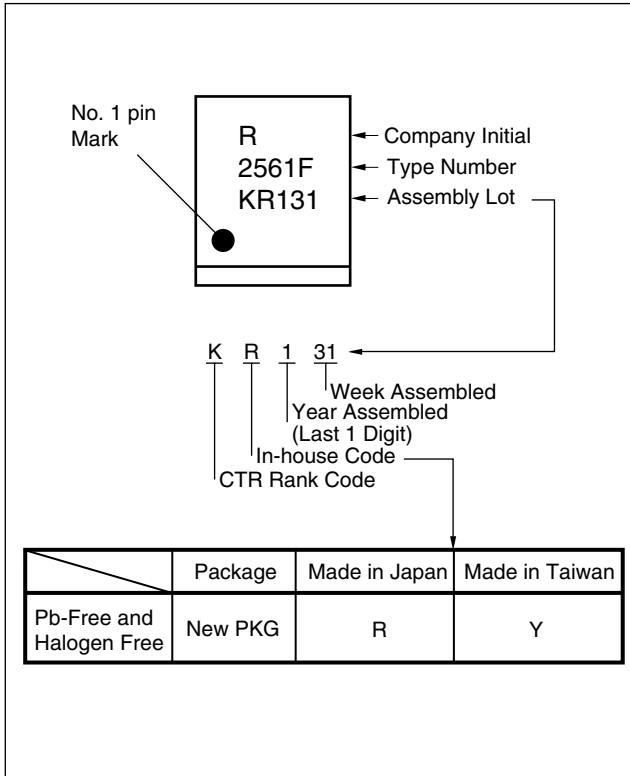 No. 1 pin
Mark
R
2561F
KR131
Company Initial
Type Number
Assembly Lot
K R 1 31
Week Assembled
Year Assembled
(Last 1 Digit)
In-house Code
CTR Rank Code
Package Made in Japan Made in Taiwan
Pb-Free and
Halogen Free New PKG R Y